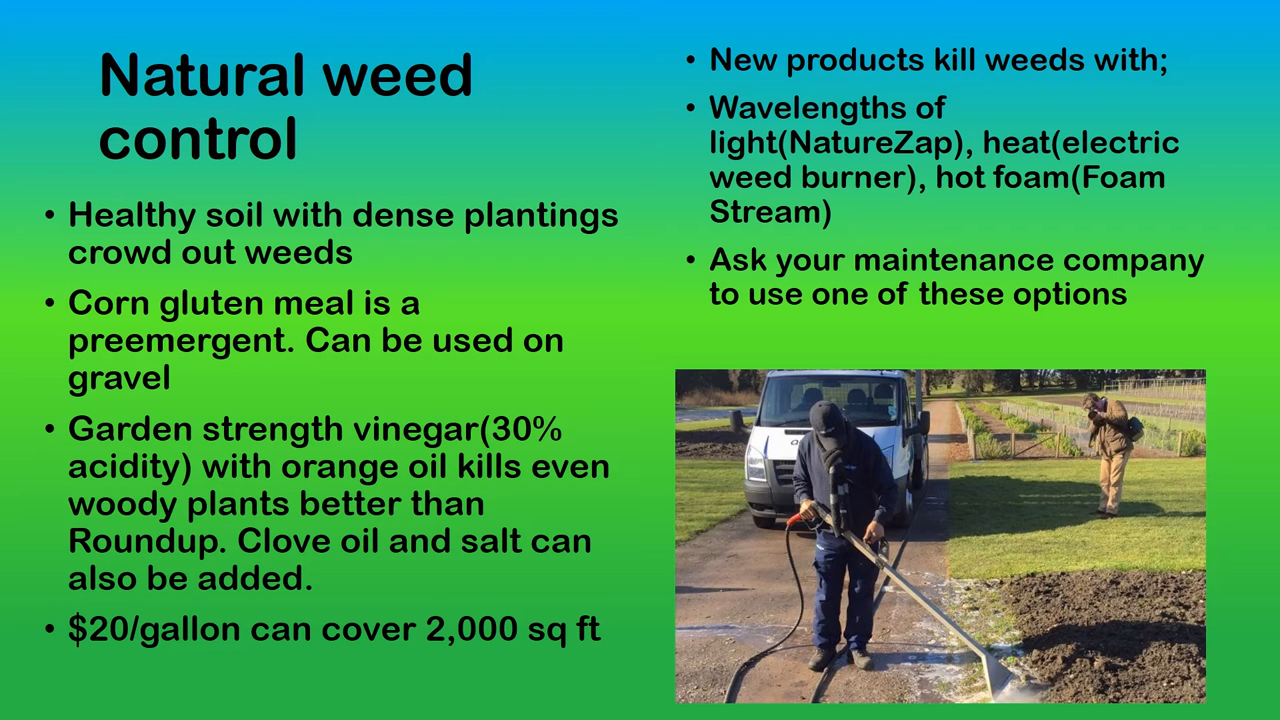 Natural weed
control
• Healthy soil with dense plantings
crowd out weeds
• Corn gluten meal is a
preemergent. Can be used on
gravel
• Garden strength vinegar(30%
acidity) with orange oil kills even
woody plants better than
Roundup. Clove oil and salt can
also be added.
• $20/gallon can cover 2,000 sq ft
• New products kill weeds with;
• Wavelengths of
light(NatureZap), heat(electric
weed burner), hot foam(Foam
Stream)
• Ask your maintenance company
to use one of these options